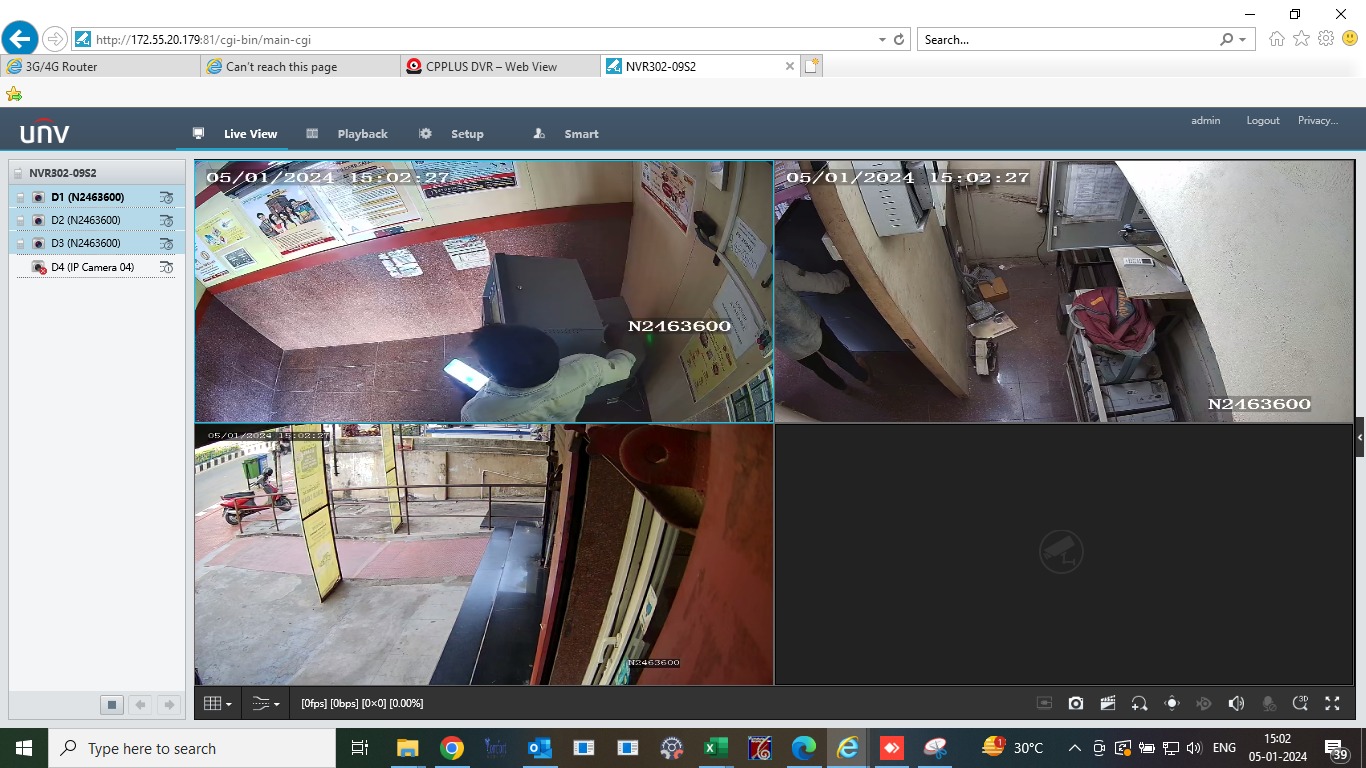 http://172.55.20.179:81/cgi-bin/main-cgi
Search...
3G/4G Router
Can't reach this page
CPPLUS DVR – Web View
NVR302-09S2
unv
Live View
Playback
Setup
Smart
admin
Logout
Privacy...
NVR302-09S2
D1 (N2463600)
D2 (N2463600)
D3 (N2463600)
D4 (IP Camera 04)
05/01/2024 15:02:27
N2463600
05/01/2024 15:02:27
N2463600
05/01/2024 15:02:27
N2463600
[0fps] [0bps] [0×0] [0.00%]
3D
Type here to search
30°C
ENG
15:02
05-01-2024
39